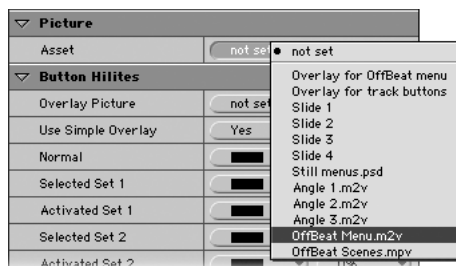 Picture
Asset
not set
Button Hilites
Overlay Picture
not set
Use Simple Overlay
Yes
Normal
Selected Set 1
Activated Set 1
Selected Set 2
Activated Set 2
not set
Overlay for OffBeat menu
Overlay for track buttons
Slide 1
Slide 2
Slide 3
Slide 4
Still menus.psd
Angle 1.m2v
Angle 2.m2v
Angle 3.m2v
OffBeat Menu.m2v
OffBeat Scenes.mpv